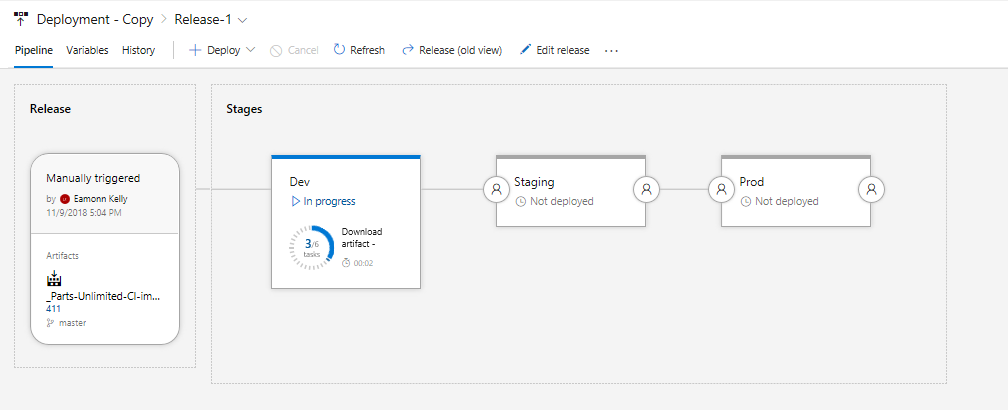 Deployment - Copy > Release-1
Pipeline Variables History + Deploy Cancel Refresh Release (old view) Edit release ...
Release
Manually triggered
by Eamonn Kelly
11/9/2018 5:04 PM
Artifacts
_Parts-Unlimited-CI-im...
411
master
Stages
Dev
In progress
3/6
tasks
Download
artifact -
00:02
Staging
Not deployed
Prod
Not deployed